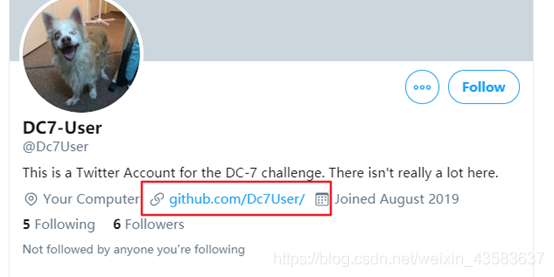 DC7-User
@Dc7User
Follow
This is a Twitter Account for the DC-7 challenge. There isn't really a lot here.
Your Computer github.com/Dc7User/ Joined August 2019
5 Following 6 Followers
Not followed by anyone you're following
https://blog.csdn.net/weixin_43583637